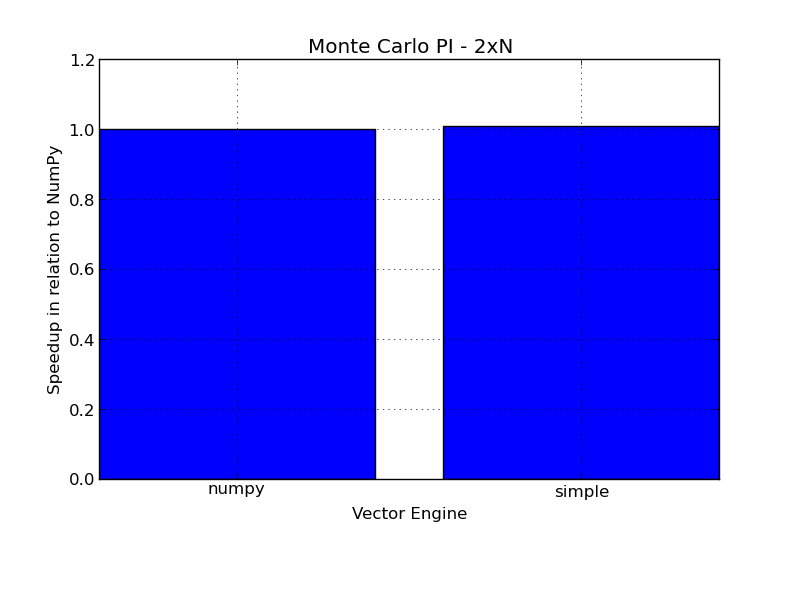 Monte Carlo PI - 2xN
1.2
1.0
0.8
0.6
0.4
0.2
0.0
Speedup in relation to NumPy
numpy
simple
Vector Engine